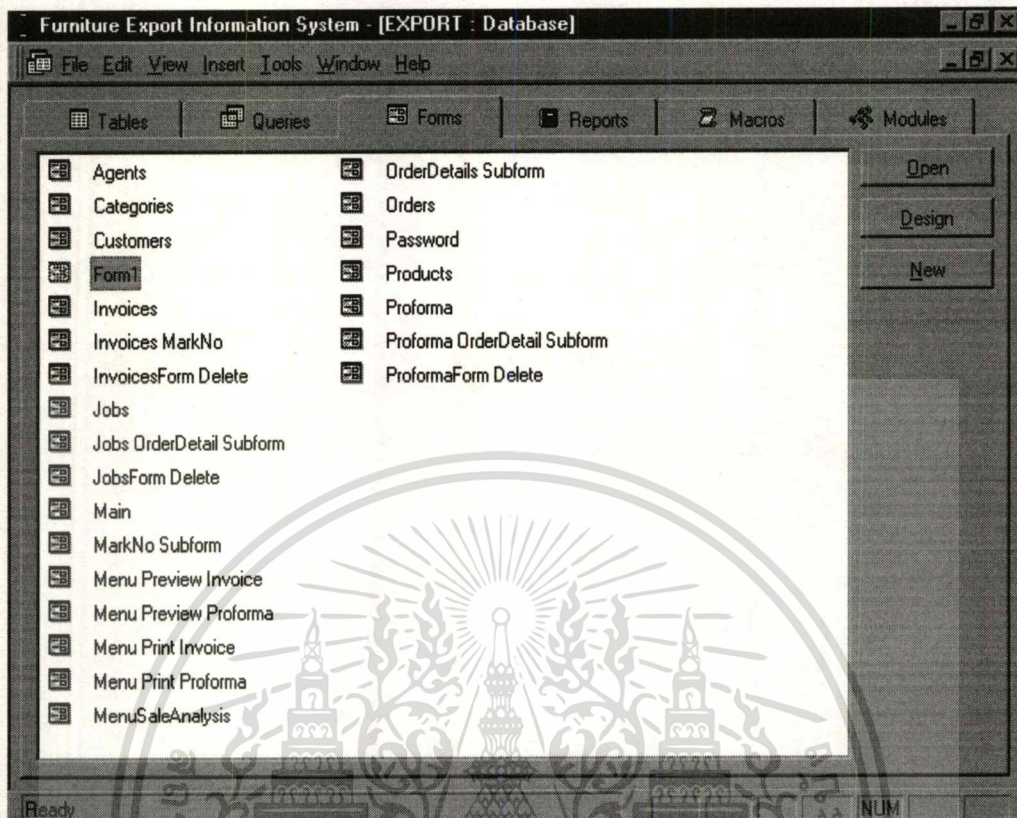 Furniture Export Information System - [EXPORT : Database]
File Edit View Insert Tools Window Help
Tables Queries Forms Reports Macros Modules
Agents
Categories
Customers
Form1
Invoices
Invoices MarkNo
InvoicesForm Delete
Jobs
Jobs OrderDetail Subform
JobsForm Delete
Main
MarkNo Subform
Menu Preview Invoice
Menu Preview Proforma
Menu Print Invoice
Menu Print Proforma
MenuSaleAnalysis
OrderDetails Subform
Orders
Password
Products
Proforma
Proforma OrderDetail Subform
ProformaForm Delete
Open
Design
New
Ready
NUM